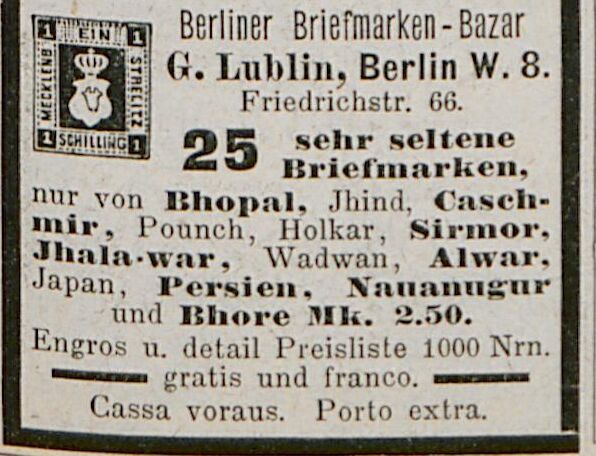 1 EIN 1
MECKLENB.
STRELITZ
1 SCHILLING 1
Berliner Briefmarken-Bazar
G. Lublin, Berlin W. 8.
Friedrichstr. 66.
25 sehr seltene
Briefmarken,
nur von Bhopal, Jhind, Casch-
mir, Pounch, Holkar, Sirmor,
Jhala-war, Wadwan, Alwar,
Japan, Persien, Nauanugur
und Bhore Mk. 2.50.
Engros u. detail Preisliste 1000 Nrn.
gratis und franco.
Cassa voraus. Porto extra.